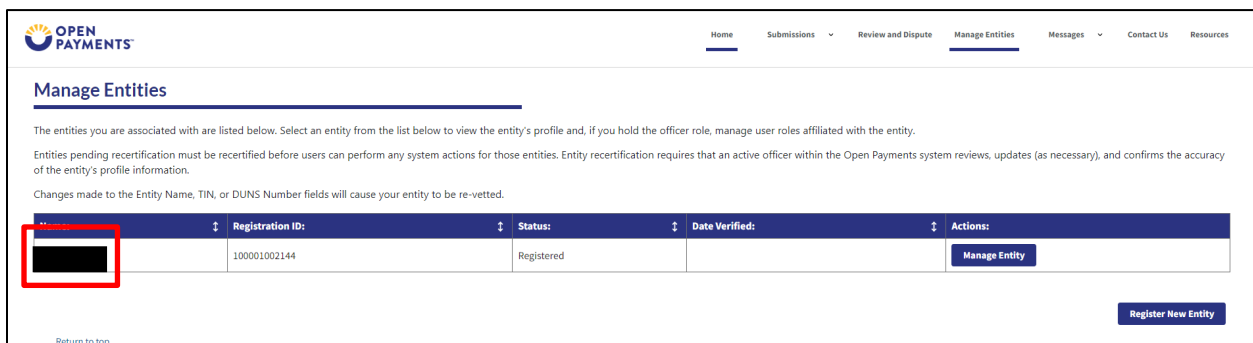 OPEN
PAYMENTS
Home Submissions Review and Dispute Manage Entities Messages Contact Us Resources
Manage Entities
The entities you are associated with are listed below. Select an entity from the list below to view the entity's profile and, if you hold the officer role, manage user roles affiliated with the entity.
Entities pending recertification must be recertified before users can perform any system actions for those entities. Entity recertification requires that an active officer within the Open Payments system reviews, updates (as necessary), and confirms the accuracy
of the entity's profile information.
Changes made to the Entity Name, TIN, or DUNS Number fields will cause your entity to be re-vetted.
Name: Registration ID: Status: Date Verified: Actions:
100001002144 Registered Manage Entity
Register New Entity
Return to top